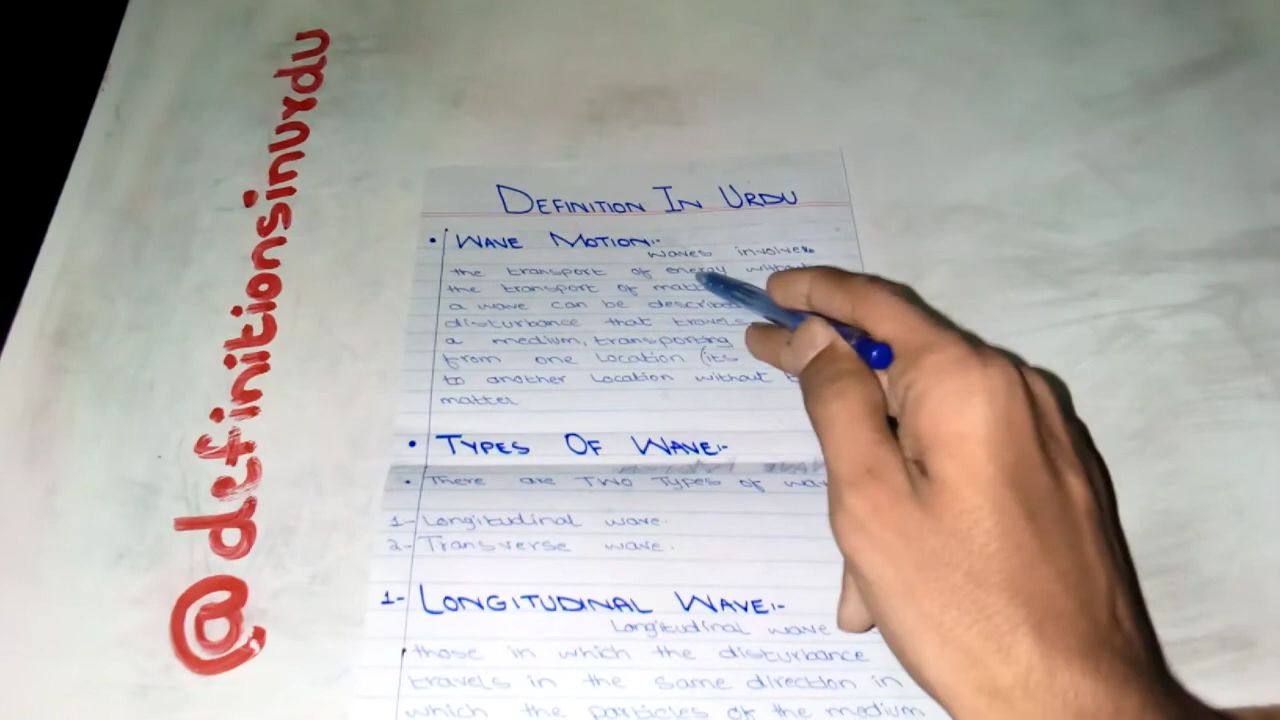 @definitionsinurdu
DEFINITION IN URDU
• WAVE MOTION:-
Waves involves
the transport of energy without
the transport of
a wave can be
disturbance that travels
a medium, transporting
from one Location (its
to another Location without
matter
• TYPES OF WAVE:-
• There are TWO Types of
1- Longitudinal wave.
2- Transverse wave.
1- LONGITUDINAL WAVE:-
Longitudinal wave
those in which the disturbance
travels in the same direction in
which the particles of the medium